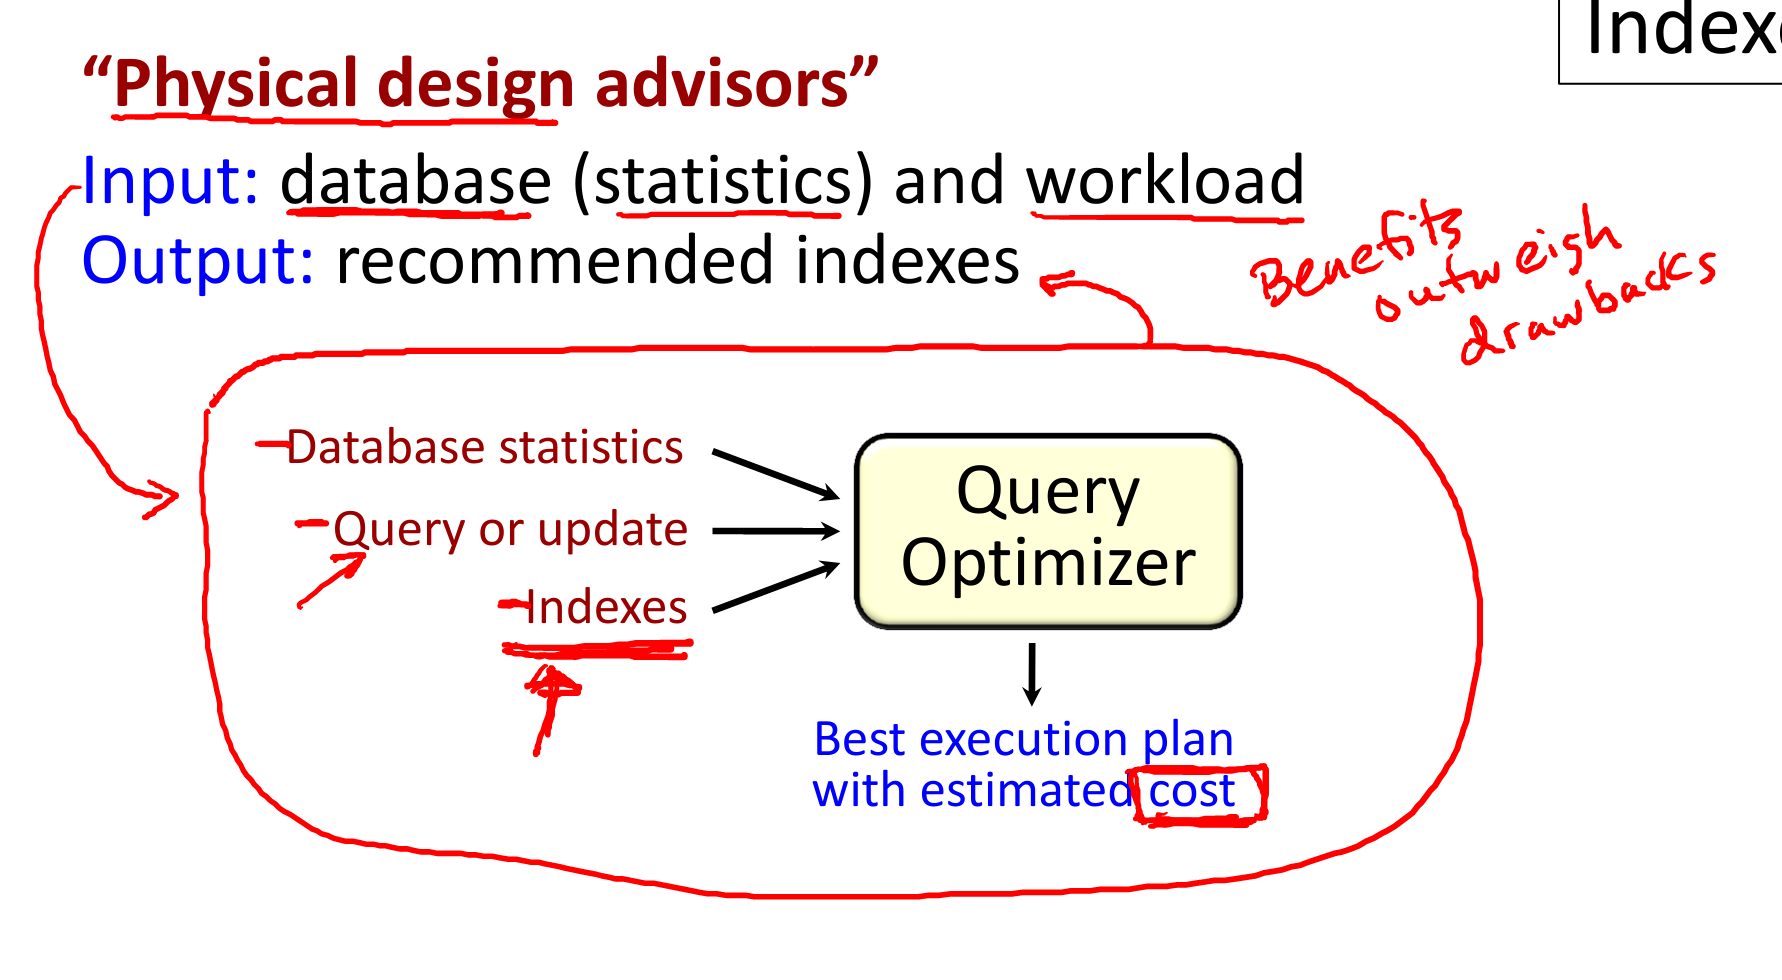 Indexe
“Physical design advisors”
Input: database (statistics) and workload
Output: recommended indexes
Benefits
outweigh
drawbacks
Database statistics
Query or update
Indexes
Query
Optimizer
Best execution plan
with estimated cost